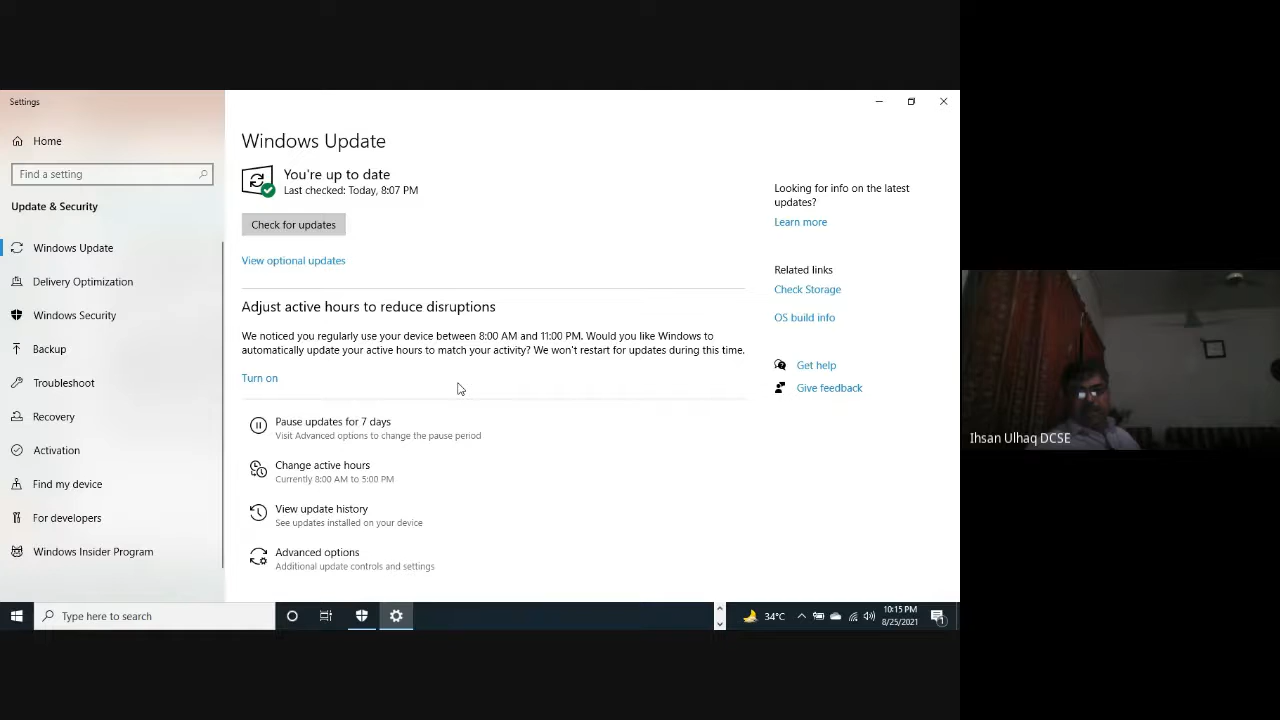 Settings
Home
Find a setting
Update & Security
Windows Update
Delivery Optimization
Windows Security
Backup
Troubleshoot
Recovery
Activation
Find my device
For developers
Windows Insider Program
Windows Update
You're up to date
Last checked: Today, 8:07 PM
Check for updates
View optional updates
Adjust active hours to reduce disruptions
We noticed you regularly use your device between 8:00 AM and 11:00 PM. Would you like Windows to
automatically update your active hours to match your activity? We won't restart for updates during this time.
Turn on
Pause updates for 7 days
Visit Advanced options to change the pause period
Change active hours
Currently 8:00 AM to 5:00 PM
View update history
See updates installed on your device
Advanced options
Additional update controls and settings
Looking for info on the latest
updates?
Learn more
Related links
Check Storage
OS build info
Get help
Give feedback
Type here to search
34°C
10:15 PM
8/25/2021
1
Ihsan Ulhaq DCSE